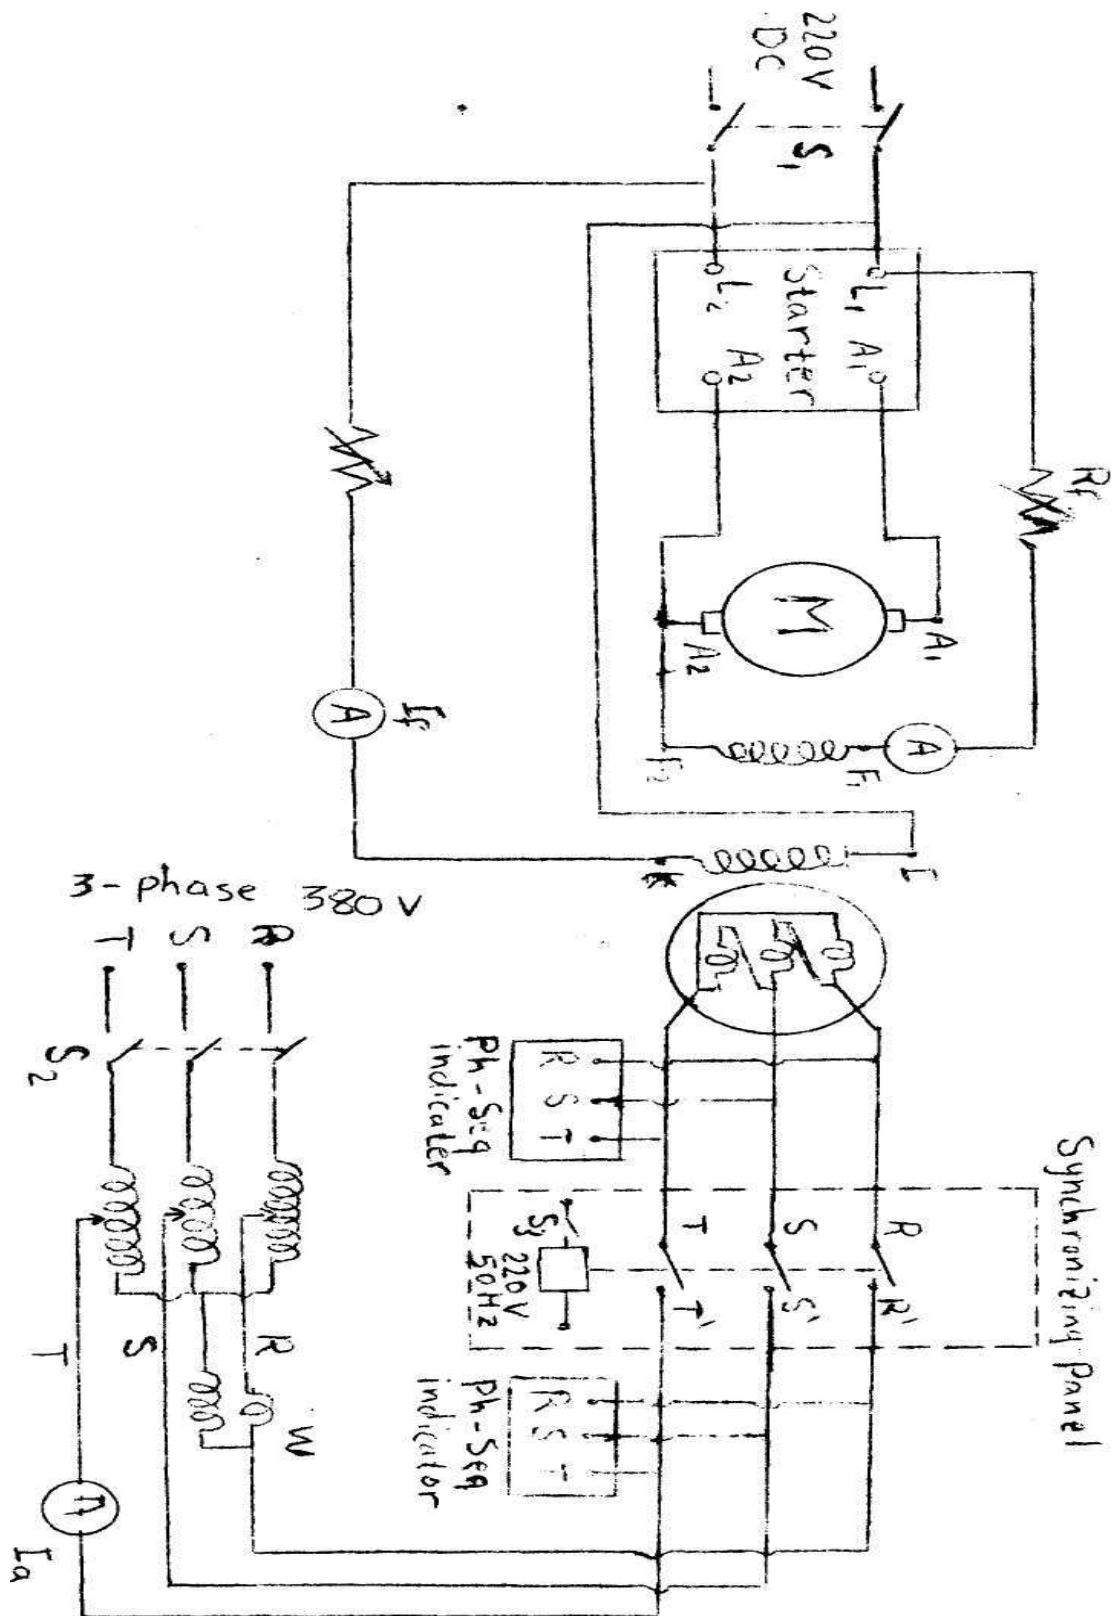 220V
DC
S1
L1 A1
Starter
L2 A2
Rf
M
A1
A2
A
F1
F2
If
A
L
K
3-phase 380V
R
S
T
S2
Ph-Seq
indicater
R S T
Synchronizing Panel
R R'
S S'
T T'
S3
220V
50Hz
Ph-Seq
indicator
R S T
R
S
T
W
Ia